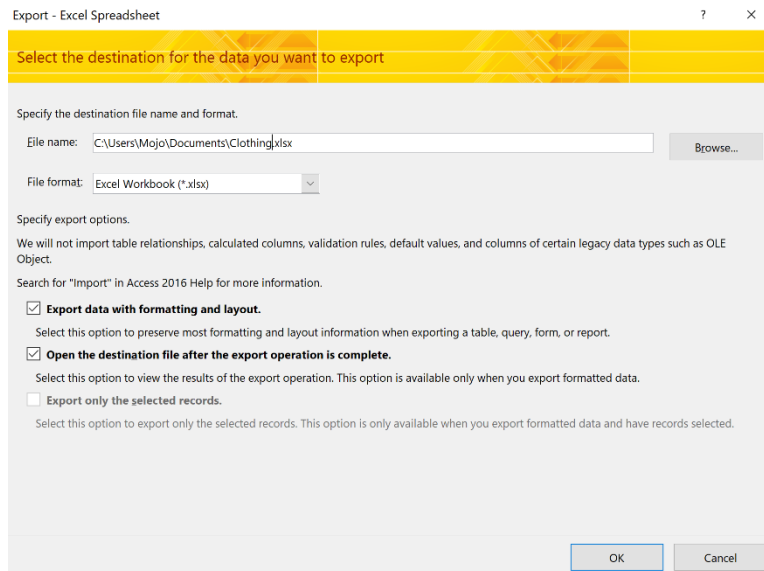 Export - Excel Spreadsheet
?
Select the destination for the data you want to export
Specify the destination file name and format.
File name: C:\Users\Mojo\Documents\Clothing.xlsx Browse...
File format: Excel Workbook (*.xlsx)
Specify export options.
We will not import table relationships, calculated columns, validation rules, default values, and columns of certain legacy data types such as OLE
Object.
Search for "Import" in Access 2016 Help for more information.
Export data with formatting and layout.
Select this option to preserve most formatting and layout information when exporting a table, query, form, or report.
Open the destination file after the export operation is complete.
Select this option to view the results of the export operation. This option is available only when you export formatted data.
Export only the selected records.
Select this option to export only the selected records. This option is only available when you export formatted data and have records selected.
OK Cancel